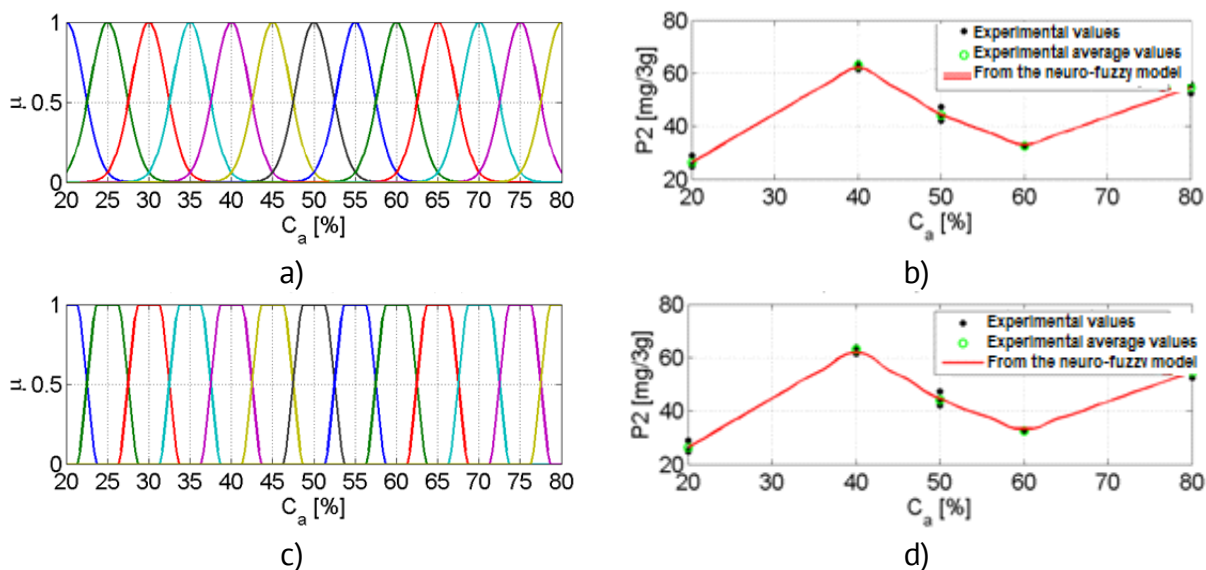 1
μ 0.5
0
20 25 30 35 40 45 50 55 60 65 70 75 80
C_a [%]
a)
80
60
40
20
P2 [mg/3g]
Experimental values
Experimental average values
From the neuro-fuzzy model
20 30 40 50 60 70 80
C_a [%]
b)
1
μ 0.5
0
20 25 30 35 40 45 50 55 60 65 70 75 80
C_a [%]
c)
80
60
40
20
P2 [mg/3g]
Experimental values
Experimental average values
From the neuro-fuzzy model
20 30 40 50 60 70 80
C_a [%]
d)